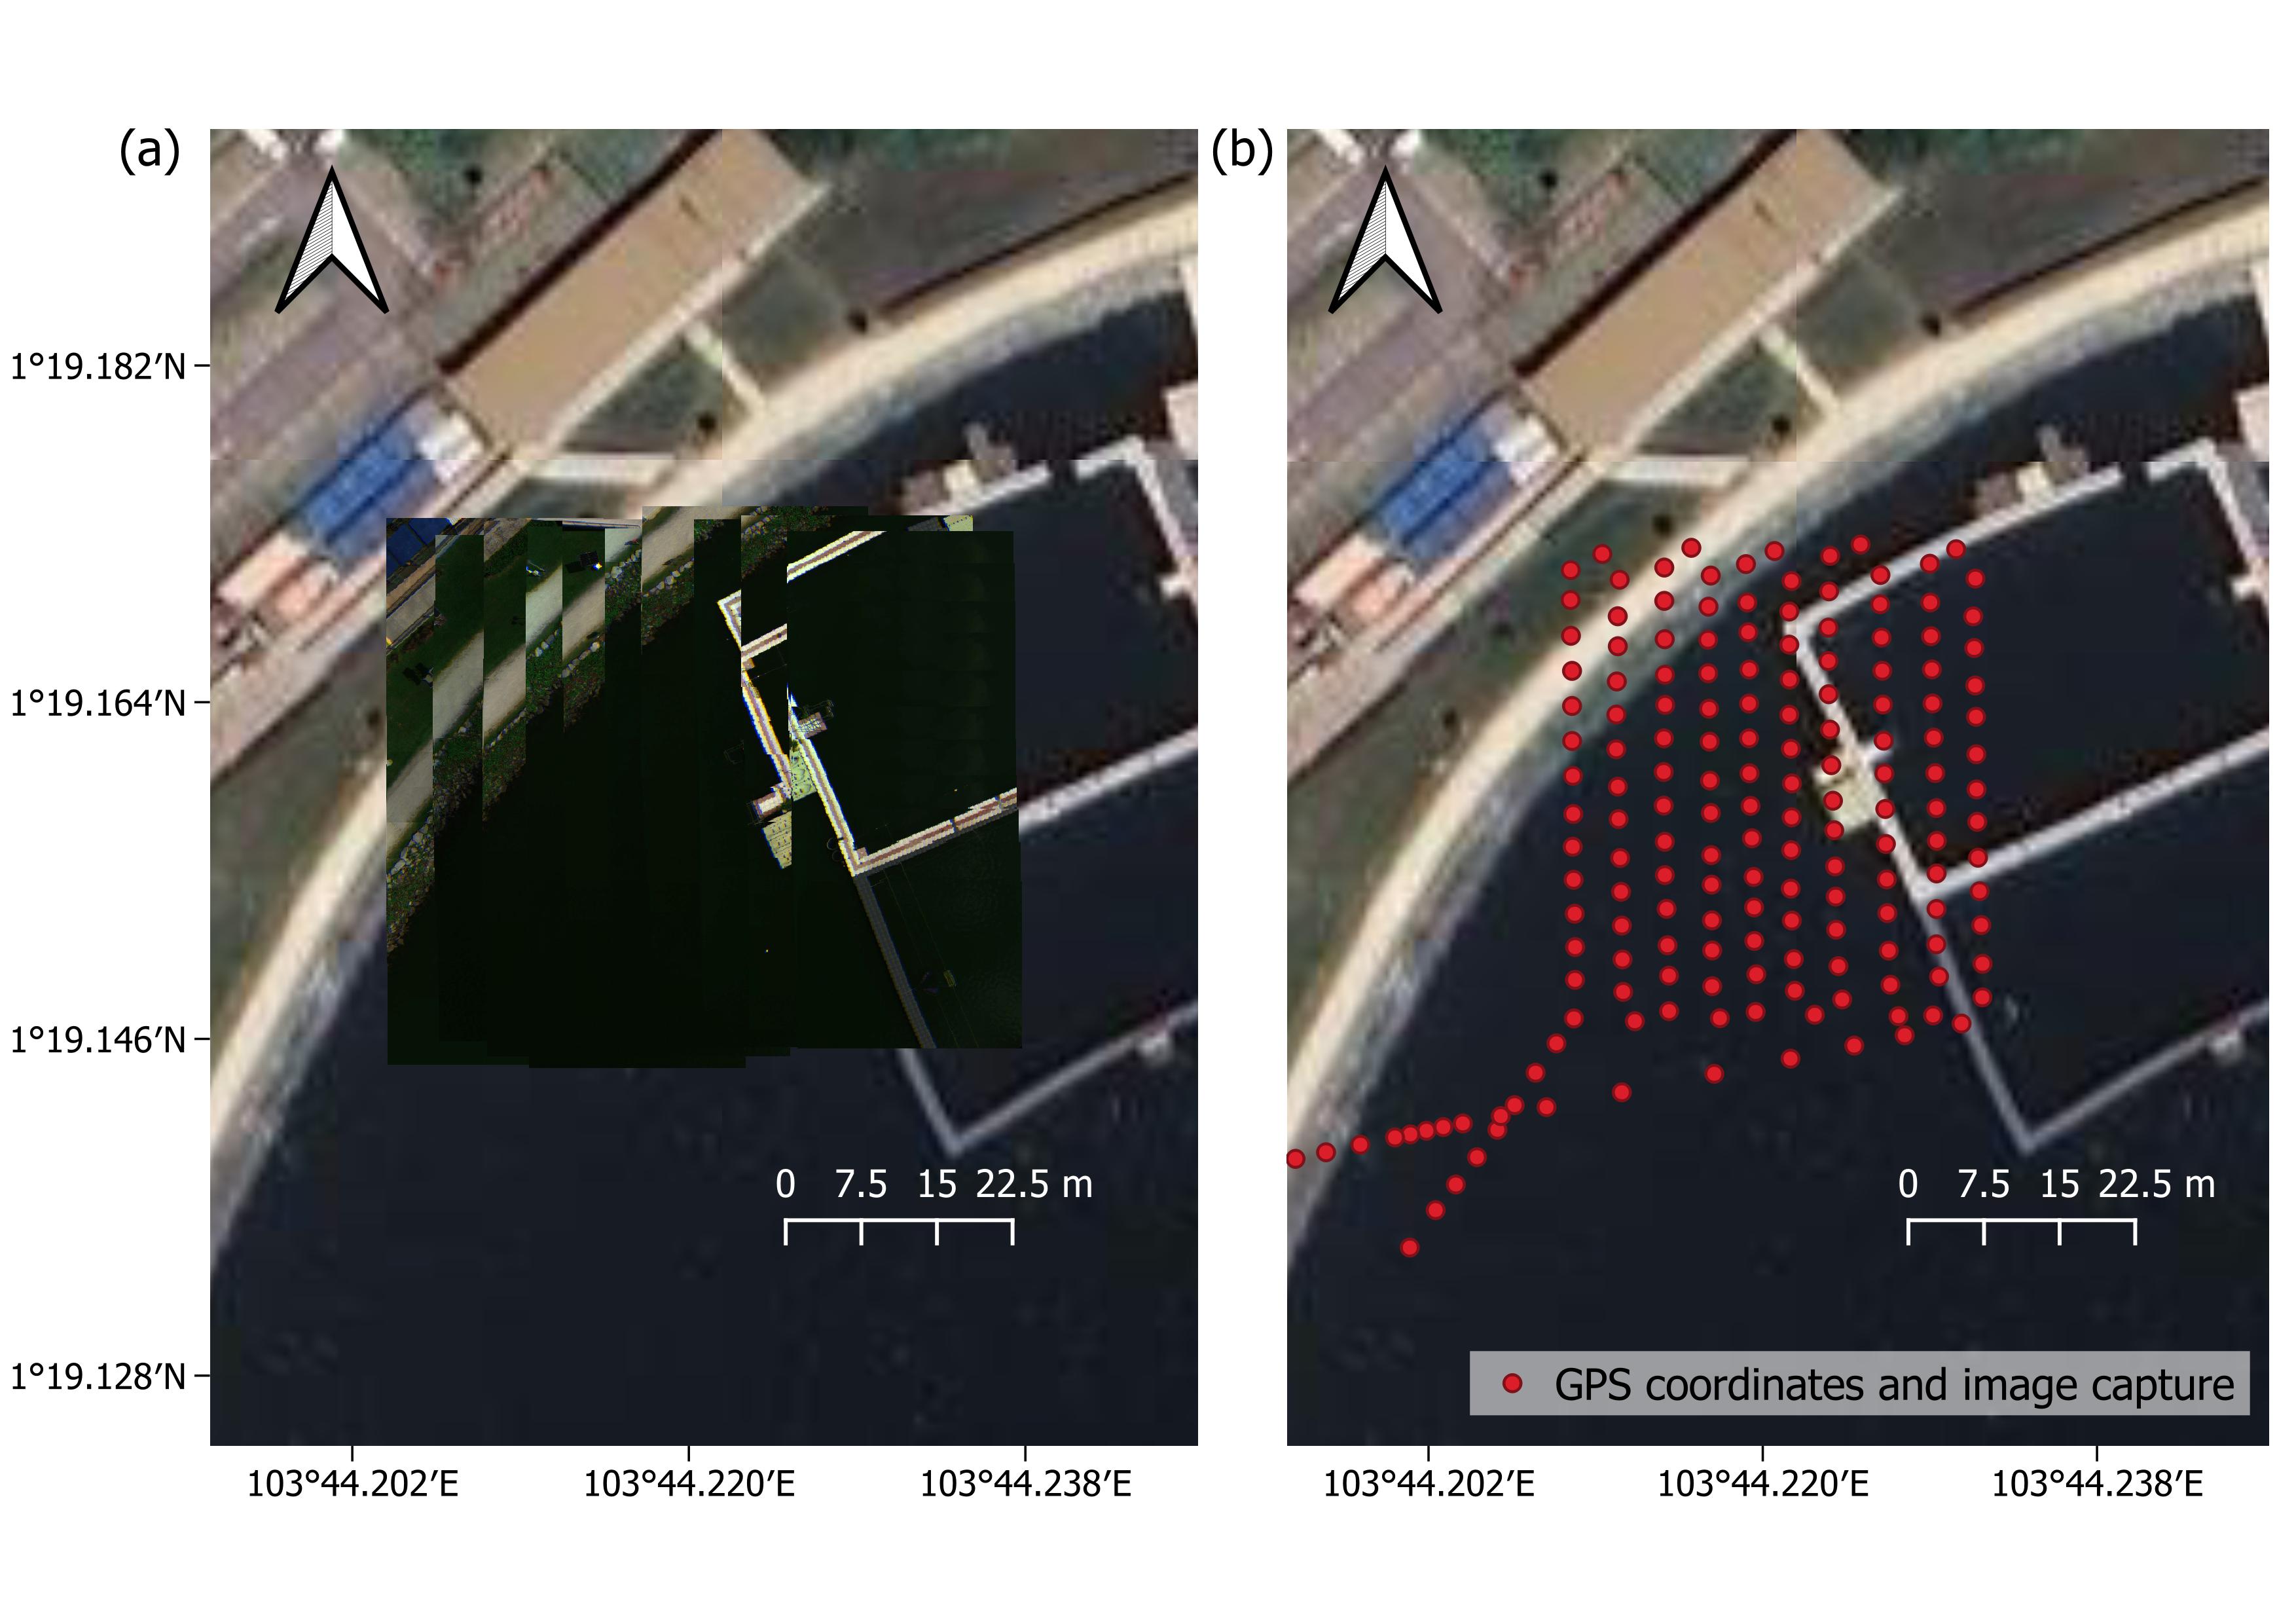 (a)
(b)
1°19.182′N
1°19.164′N
1°19.146′N
1°19.128′N
0 7.5 15 22.5 m
0 7.5 15 22.5 m
GPS coordinates and image capture
103°44.202′E 103°44.220′E 103°44.238′E
103°44.202′E 103°44.220′E 103°44.238′E